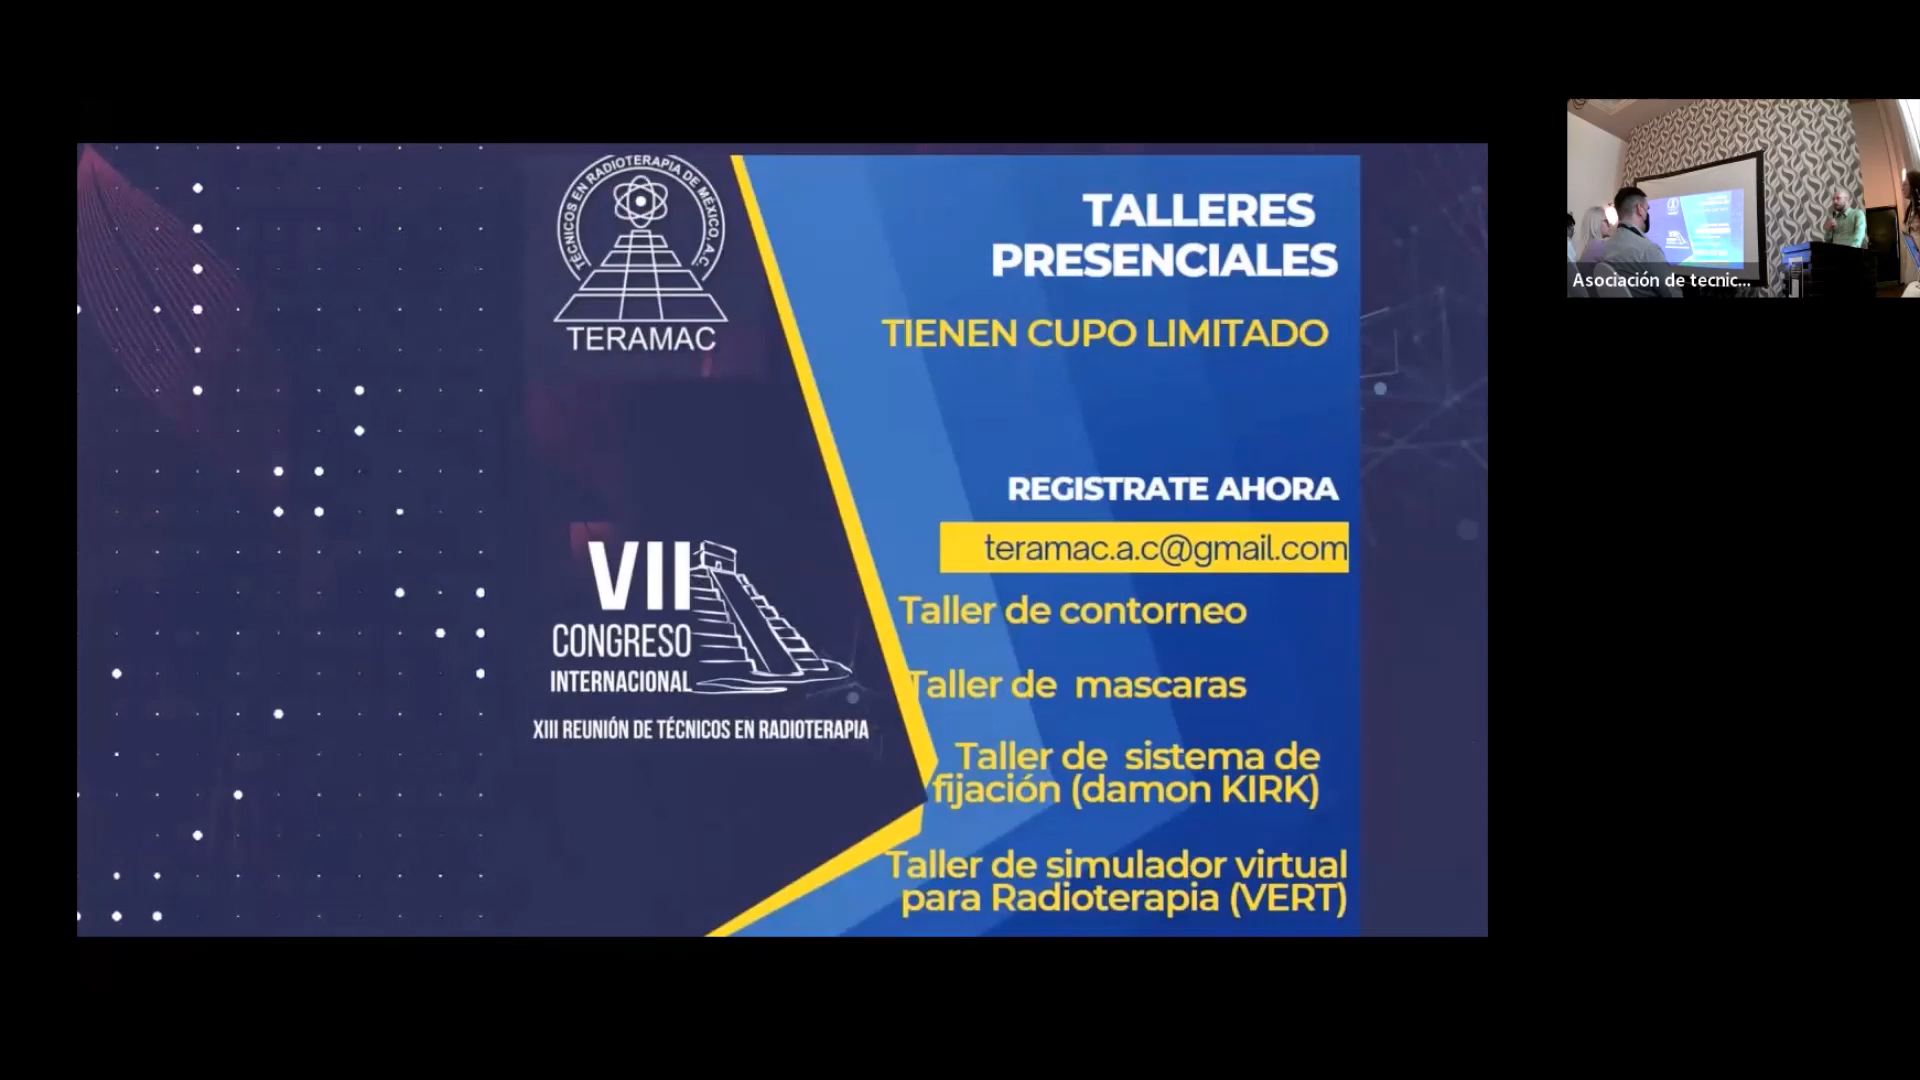 TÉCNICOS EN RADIOTERAPIA DE MÉXICO, A.C.
TERAMAC
VII
CONGRESO
INTERNACIONAL
XIII REUNIÓN DE TÉCNICOS EN RADIOTERAPIA
TALLERES
PRESENCIALES
TIENEN CUPO LIMITADO
REGISTRATE AHORA
teramac.a.c@gmail.com
Taller de contorneo
Taller de mascaras
Taller de sistema de
fijación (damon KIRK)
Taller de simulador virtual
para Radioterapia (VERT)
Asociación de tecnic...